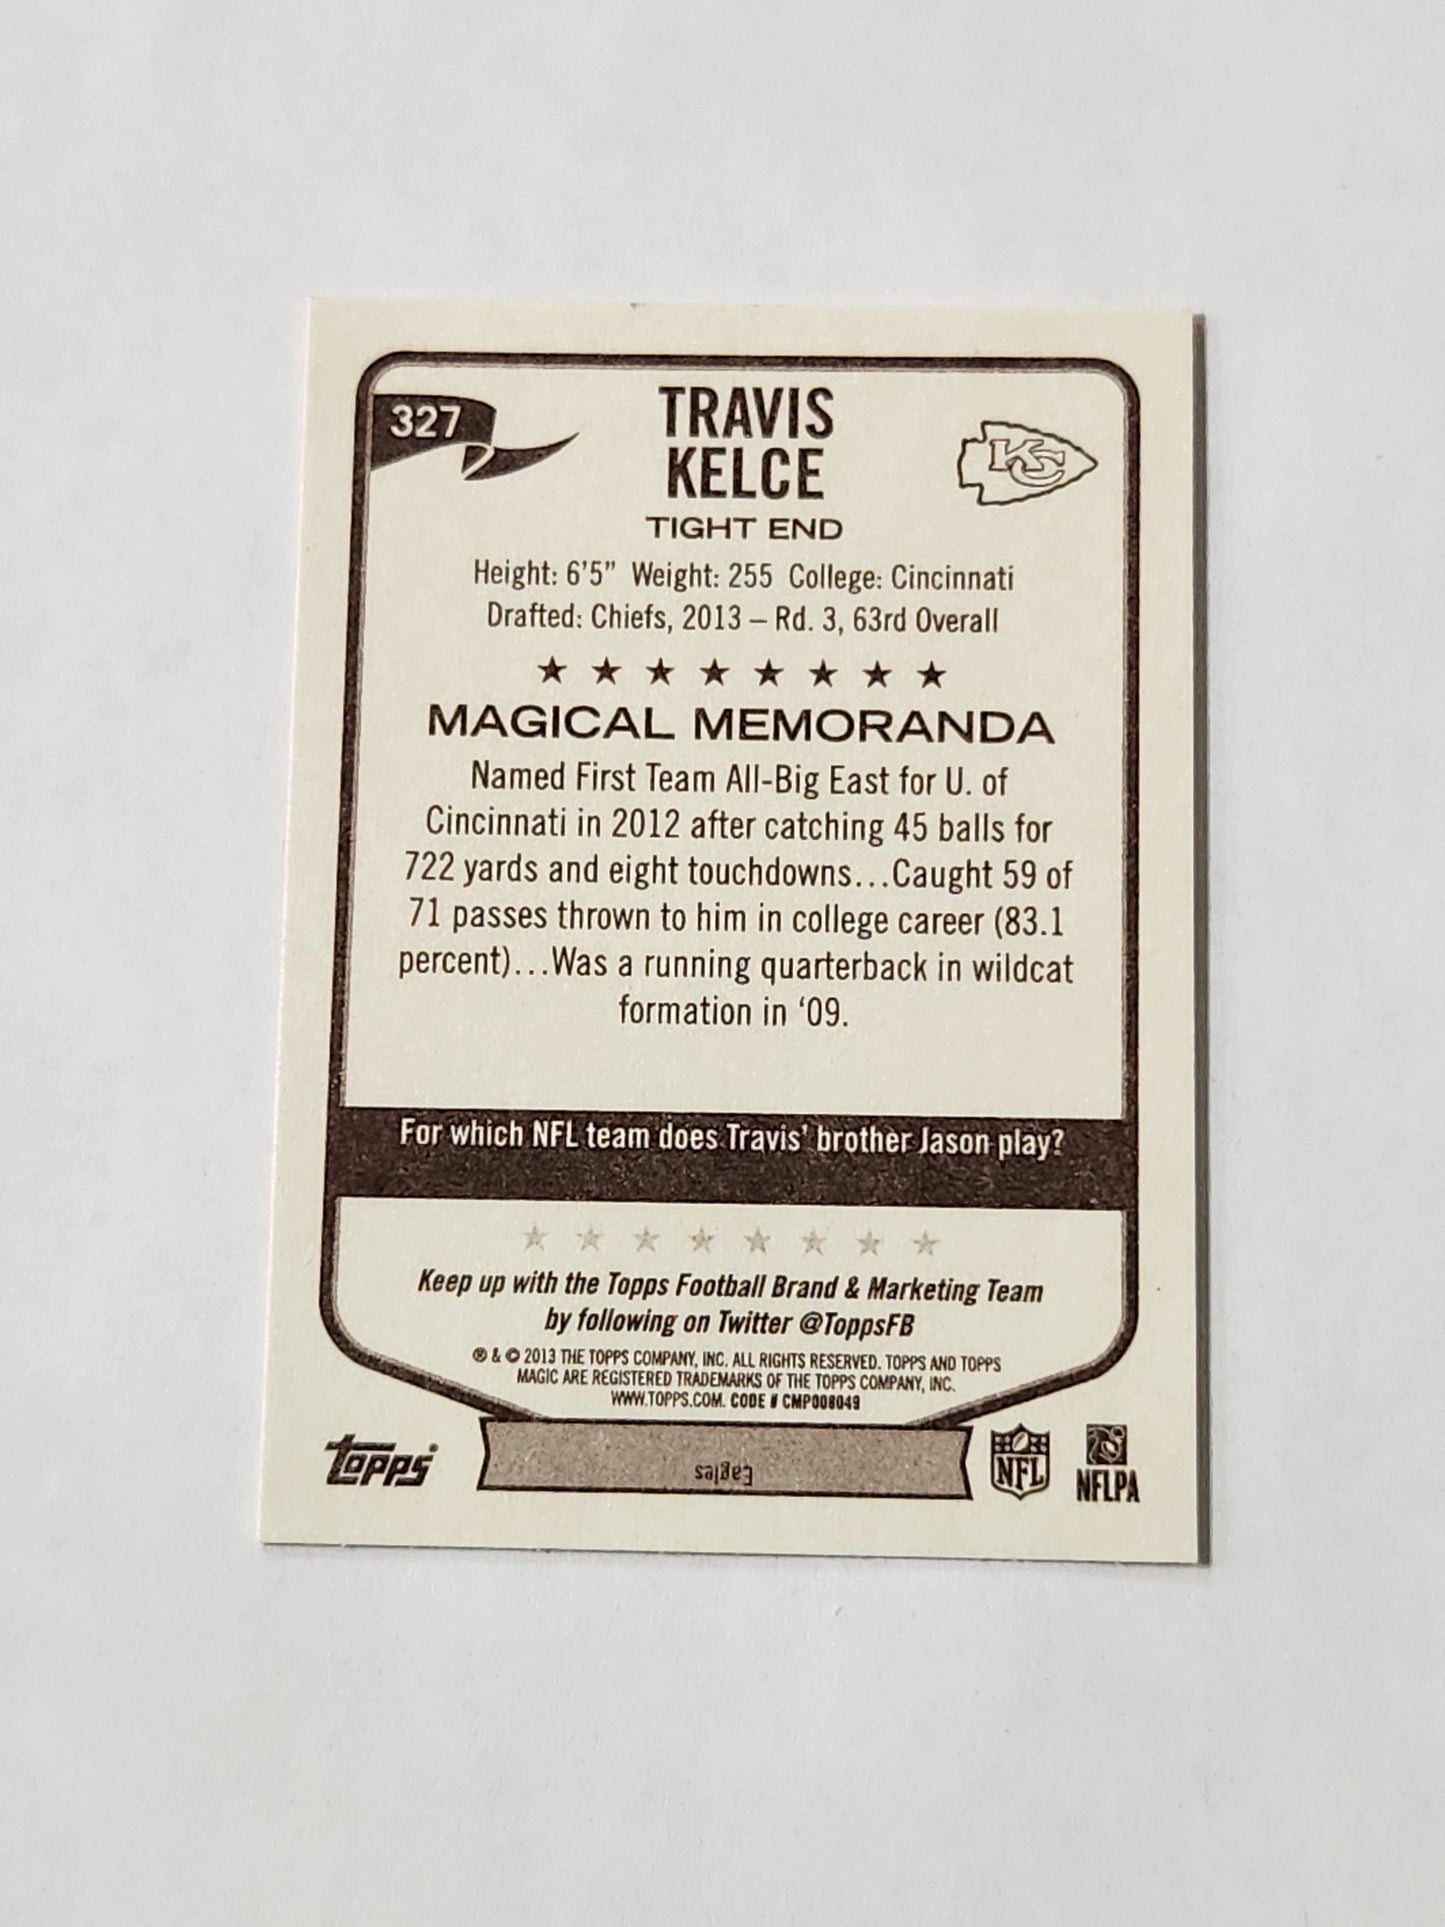 327
TRAVIS
KELCE
KC
TIGHT END
Height: 6'5" Weight: 255 College: Cincinnati
Drafted: Chiefs, 2013 – Rd. 3, 63rd Overall
MAGICAL MEMORANDA
Named First Team All-Big East for U. of
Cincinnati in 2012 after catching 45 balls for
722 yards and eight touchdowns...Caught 59 of
71 passes thrown to him in college career (83.1
percent)...Was a running quarterback in wildcat
formation in ‘09.
For which NFL team does Travis’ brother Jason play?
Keep up with the Topps Football Brand & Marketing Team
by following on Twitter @ToppsFB
® & © 2013 THE TOPPS COMPANY, INC. ALL RIGHTS RESERVED. TOPPS AND TOPPS
MAGIC ARE REGISTERED TRADEMARKS OF THE TOPPS COMPANY, INC.
WWW.TOPPS.COM. CODE # CMP008049
topps
Eagles
NFL
NFLPA